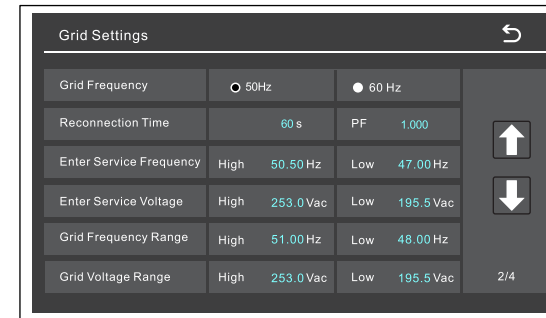 Grid Settings
Grid Frequency 50Hz 60 Hz
Reconnection Time 60 s PF 1.000
Enter Service Frequency High 50.50 Hz Low 47.00 Hz
Enter Service Voltage High 253.0 Vac Low 195.5 Vac
Grid Frequency Range High 51.00 Hz Low 48.00 Hz
Grid Voltage Range High 253.0 Vac Low 195.5 Vac 2/4